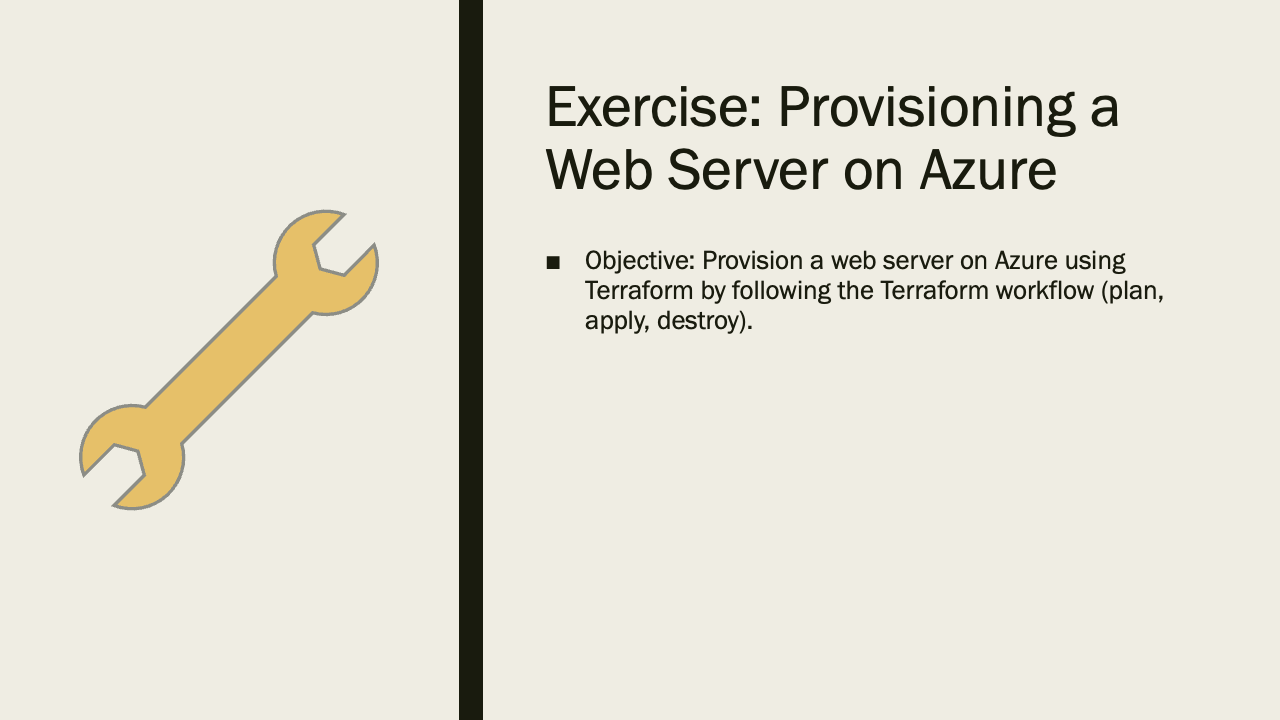 Exercise: Provisioning a
Web Server on Azure
■ Objective: Provision a web server on Azure using
Terraform by following the Terraform workflow (plan,
apply, destroy).